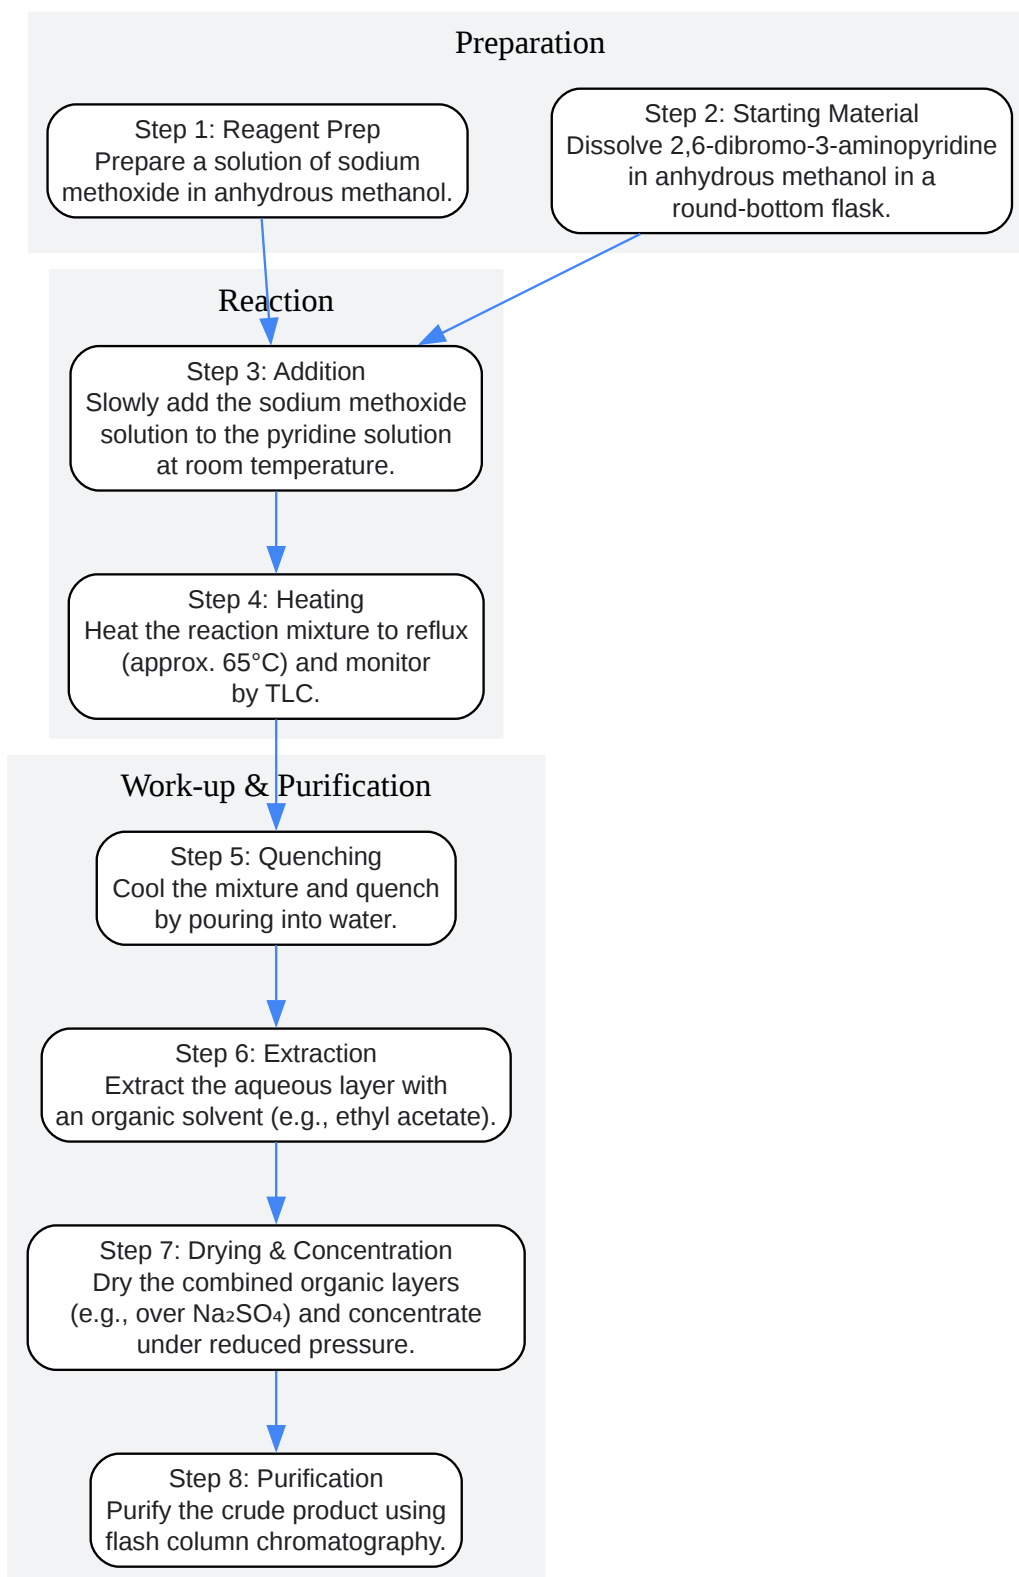 Preparation
Step 1: Reagent Prep
Prepare a solution of sodium
methoxide in anhydrous methanol.
Step 2: Starting Material
Dissolve 2,6-dibromo-3-aminopyridine
in anhydrous methanol in a
round-bottom flask.
Reaction
Step 3: Addition
Slowly add the sodium methoxide
solution to the pyridine solution
at room temperature.
Step 4: Heating
Heat the reaction mixture to reflux
(approx. 65°C) and monitor
by TLC.
Work-up & Purification
Step 5: Quenching
Cool the mixture and quench
by pouring into water.
Step 6: Extraction
Extract the aqueous layer with
an organic solvent (e.g., ethyl acetate).
Step 7: Drying & Concentration
Dry the combined organic layers
(e.g., over Na₂SO₄) and concentrate
under reduced pressure.
Step 8: Purification
Purify the crude product using
flash column chromatography.